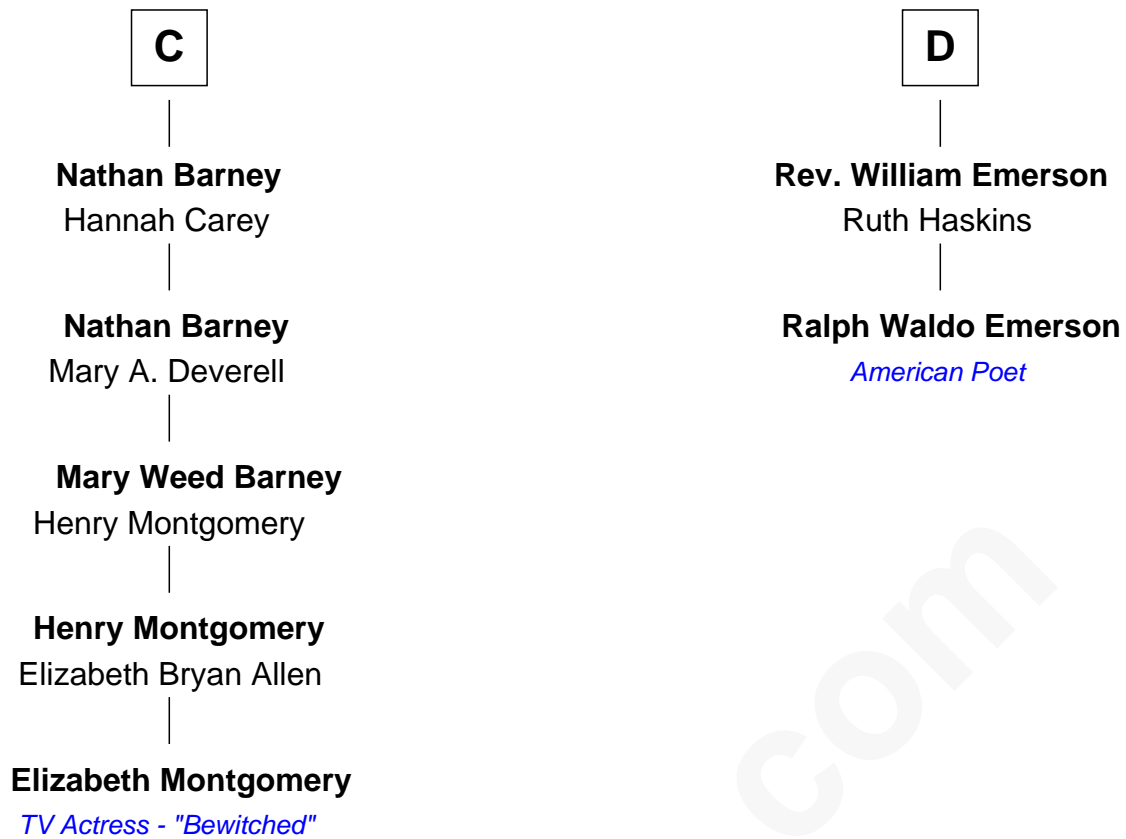 C
Nathan Barney
Hannah Carey
Nathan Barney
Mary A. Deverell
Mary Weed Barney
Henry Montgomery
Henry Montgomery
Elizabeth Bryan Allen
Elizabeth Montgomery
TV Actress - "Bewitched"
D
Rev. William Emerson
Ruth Haskins
Ralph Waldo Emerson
American Poet
com